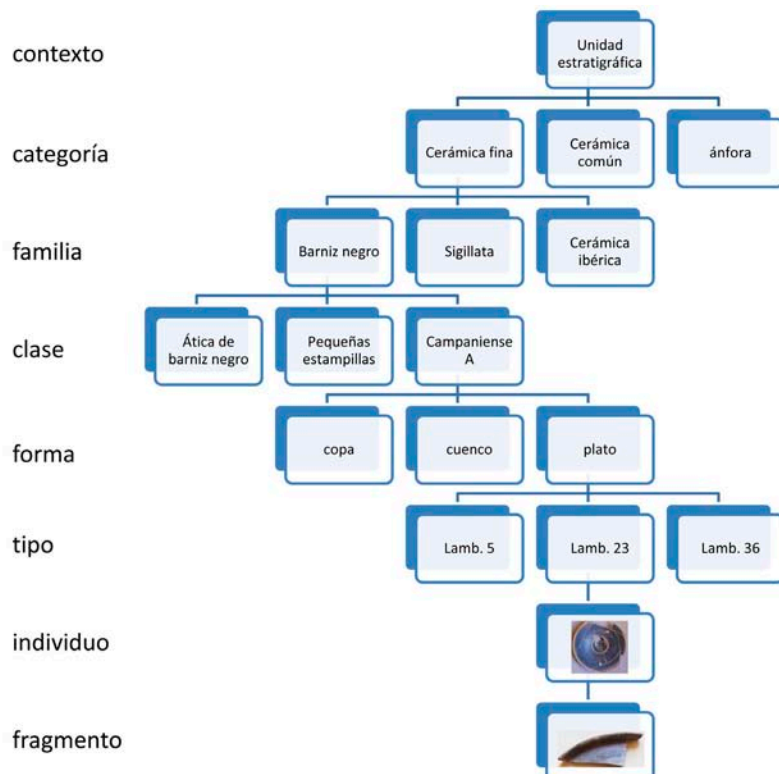 contexto
Unidad
estratigráfica
categoría
Cerámica fina
Cerámica
común
ánfora
familia
Barniz negro
Sigillata
Cerámica
ibérica
clase
Ática de
barniz negro
Pequeñas
estampillas
Campaniense
A
forma
copa
cuenco
plato
tipo
Lamb. 5
Lamb. 23
Lamb. 36
individuo
fragmento